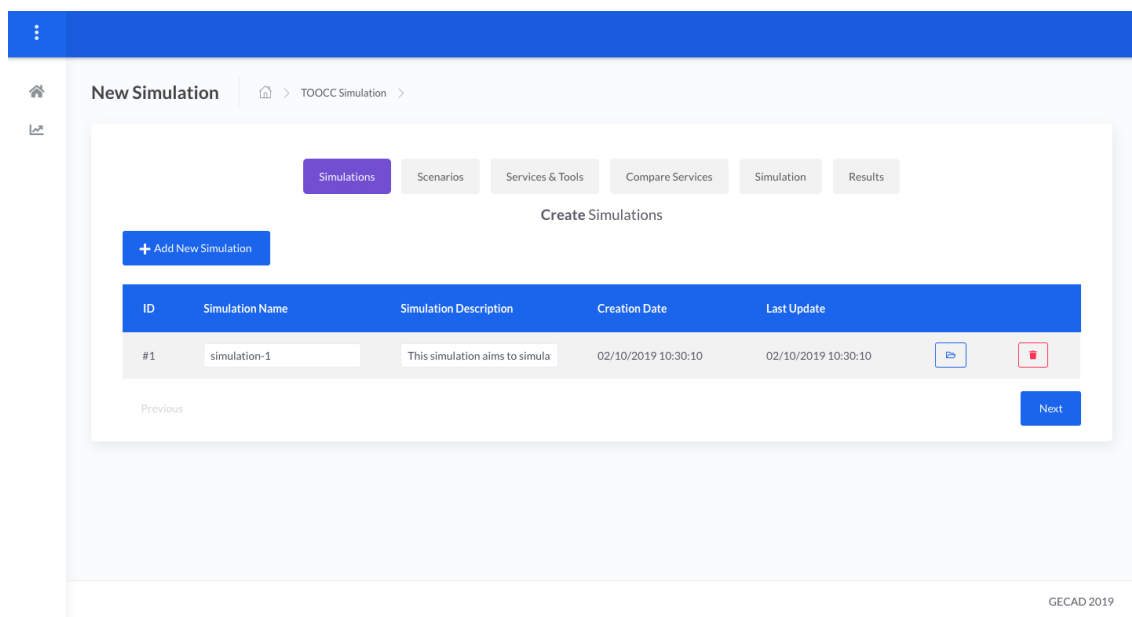 New Simulation
TOOCC Simulation
Simulations Scenarios Services & Tools Compare Services Simulation Results
Create Simulations
Add New Simulation
ID Simulation Name Simulation Description Creation Date Last Update
#1 simulation-1 This simulation aims to simula 02/10/2019 10:30:10 02/10/2019 10:30:10
Previous Next
GECAD 2019